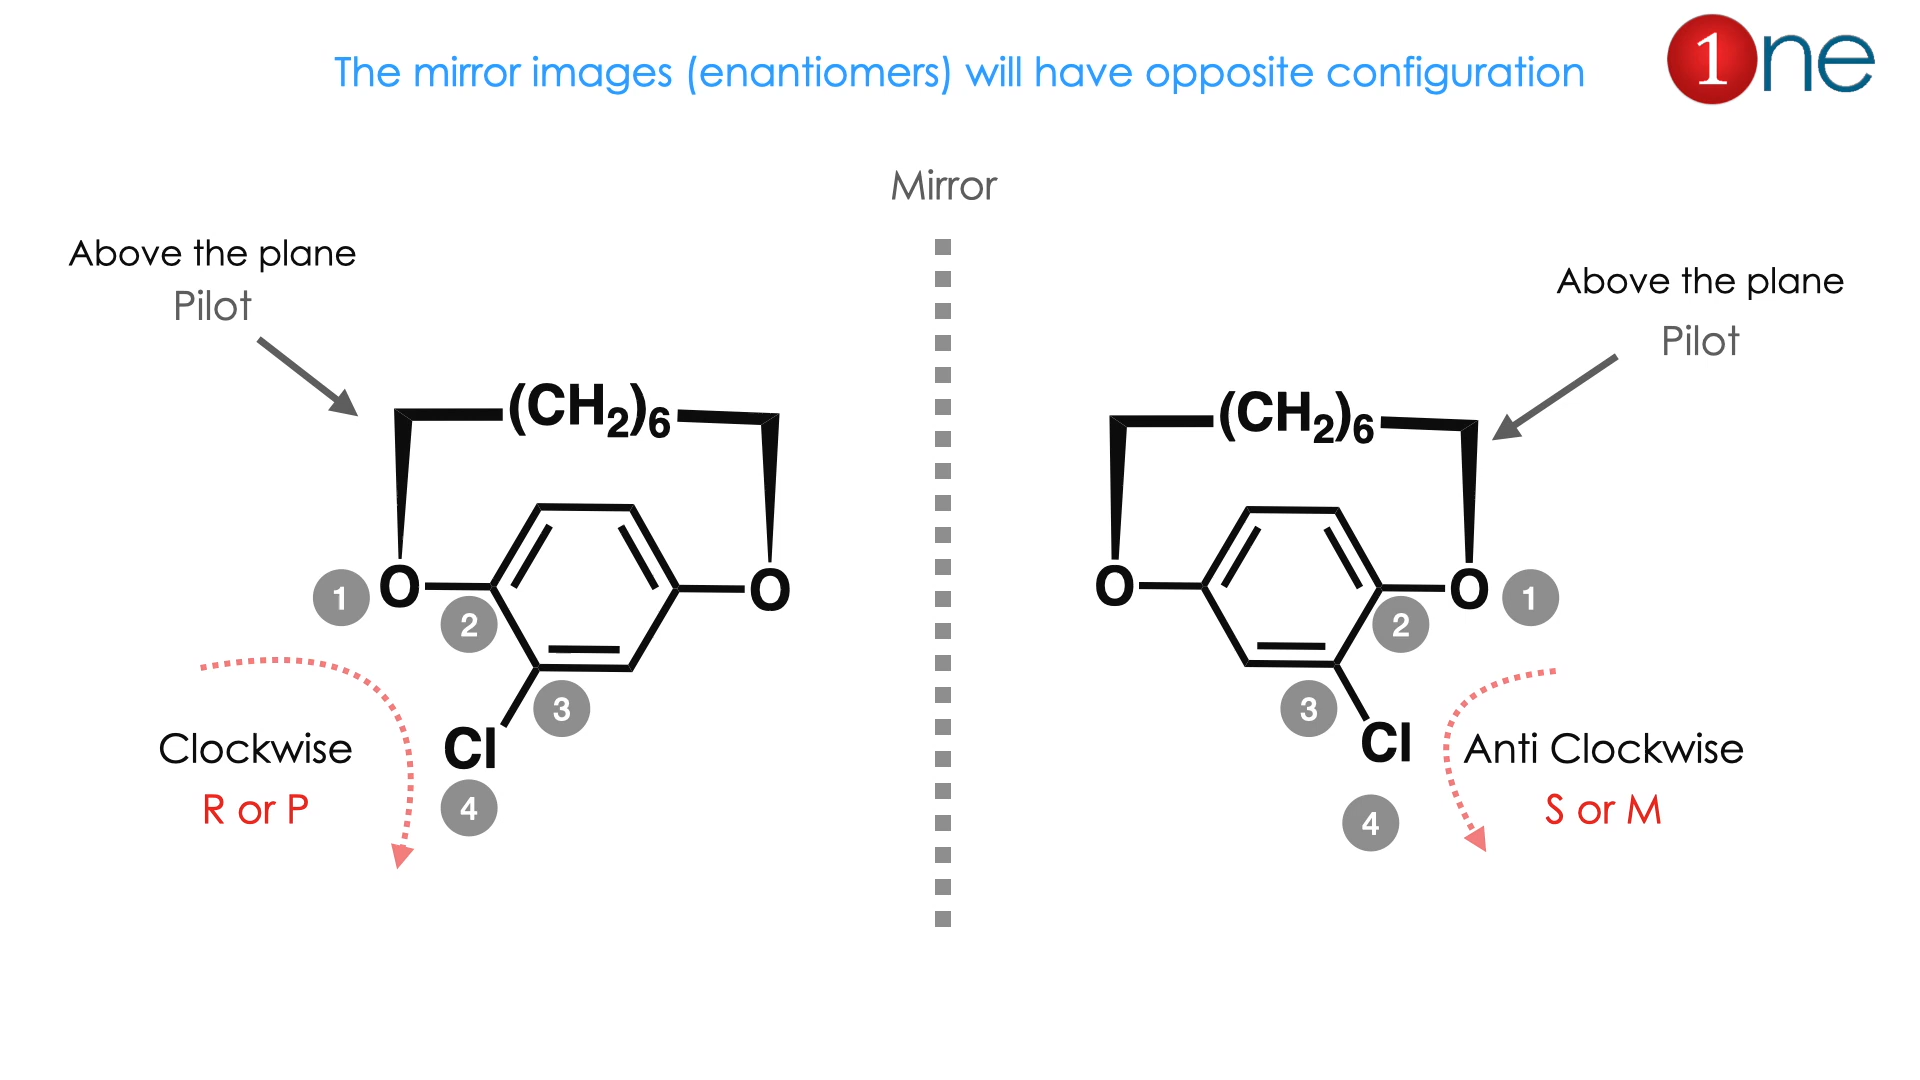 The mirror images (enantiomers) will have opposite configuration
1ne
Mirror
Above the plane
Pilot
Above the plane
Pilot
(CH2)6
(CH2)6
1
O
2
O
O
2
O
1
3
3
Clockwise
R or P
Cl
4
Cl
4
Anti Clockwise
S or M